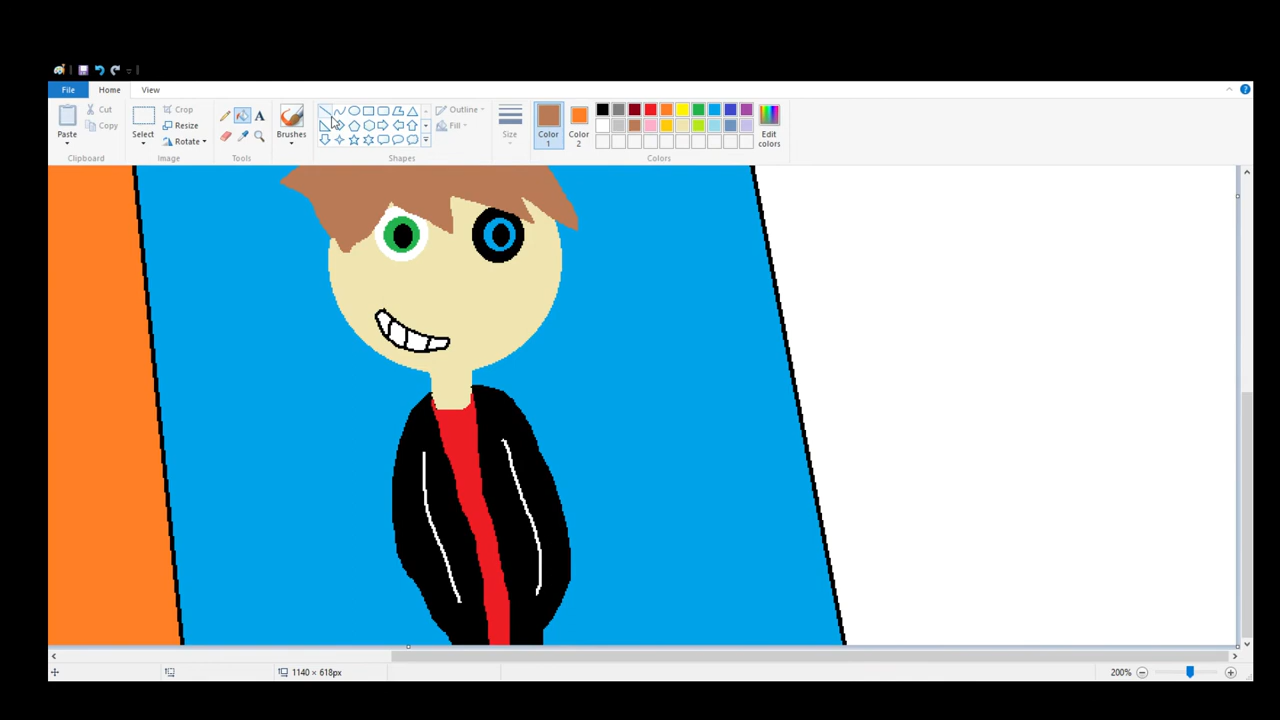 File Home View
Paste
Cut
Copy
Clipboard
Select
Crop
Resize
Rotate
Image
A
Tools
Brushes
Outline
Fill
Shapes
Size
Color
1
Color
2
Edit
colors
Colors
1140 × 618px
200%